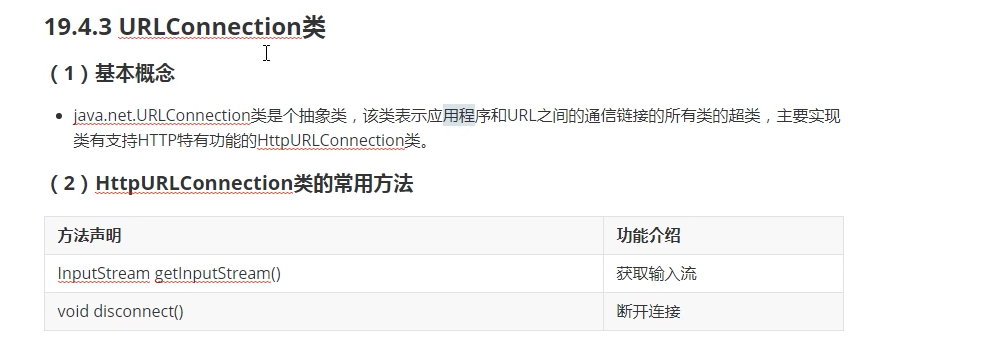 19.4.3 URLConnection类
（1）基本概念
java.net.URLConnection类是个抽象类，该类表示应用程序和URL之间的通信链接的所有类的超类，主要实现
类有支持HTTP特有功能的HttpURLConnection类。
（2）HttpURLConnection类的常用方法
方法声明 功能介绍
InputStream getInputStream() 获取输入流
void disconnect() 断开连接